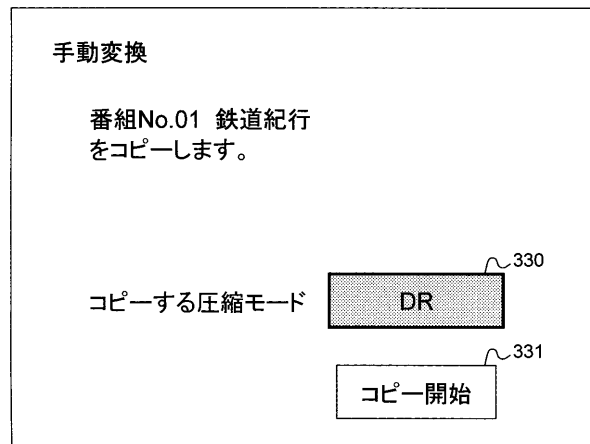 手動変換
番組No.01 鉄道紀行
をコピーします。
330
コピーする圧縮モード DR
331
コピー開始